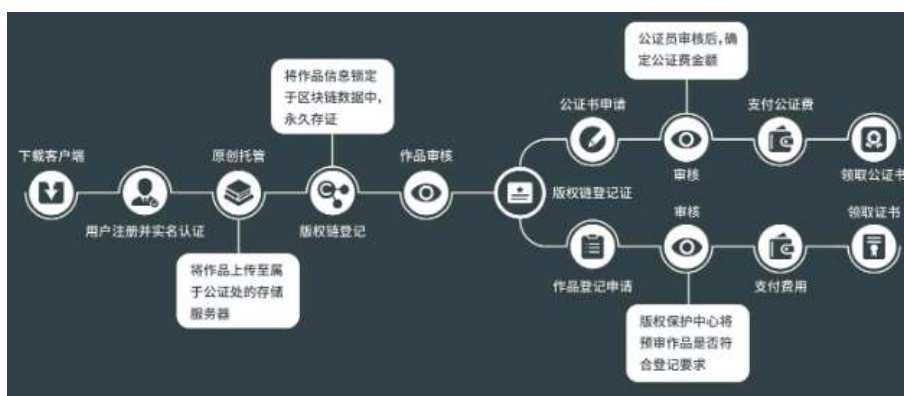 下载客户端
用户注册并实名认证
原创托管
将作品上传至属
于公证处的存储
服务器
将作品信息锁定
于区块链数据中,
永久存证
版权链登记
作品审核
版权链登记证
公证书申请
公证员审核后,确
定公证费金额
审核
支付公证费
领取公证书
作品登记申请
审核
版权保护中心将
预审作品是否符
合登记要求
支付费用
领取证书